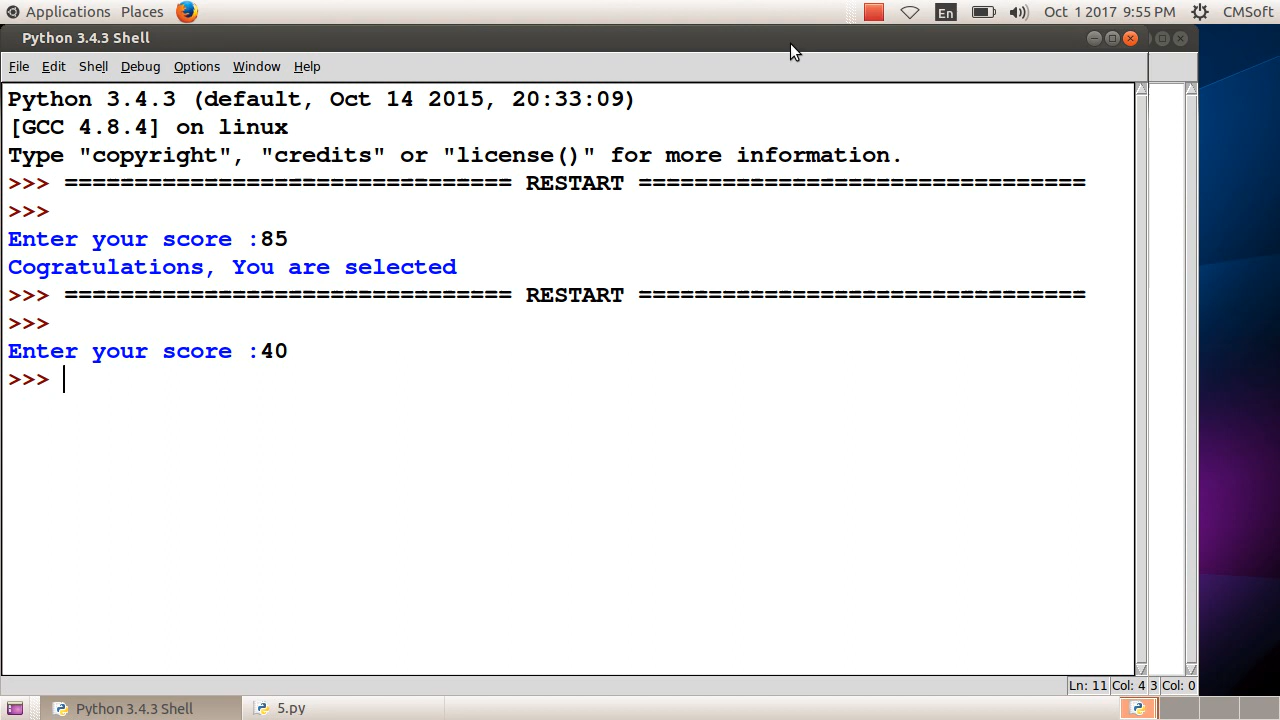 Applications Places En Oct 1 2017 9:55 PM CMSoft
Python 3.4.3 Shell
File Edit Shell Debug Options Window Help
Python 3.4.3 (default, Oct 14 2015, 20:33:09)
[GCC 4.8.4] on linux
Type "copyright", "credits" or "license()" for more information.
>>> ================================ RESTART ================================
>>>
Enter your score :85
Cogratulations, You are selected
>>> ================================ RESTART ================================
>>>
Enter your score :40
>>>
Ln: 11 Col: 4 3 Col: 0
Python 3.4.3 Shell 5.py